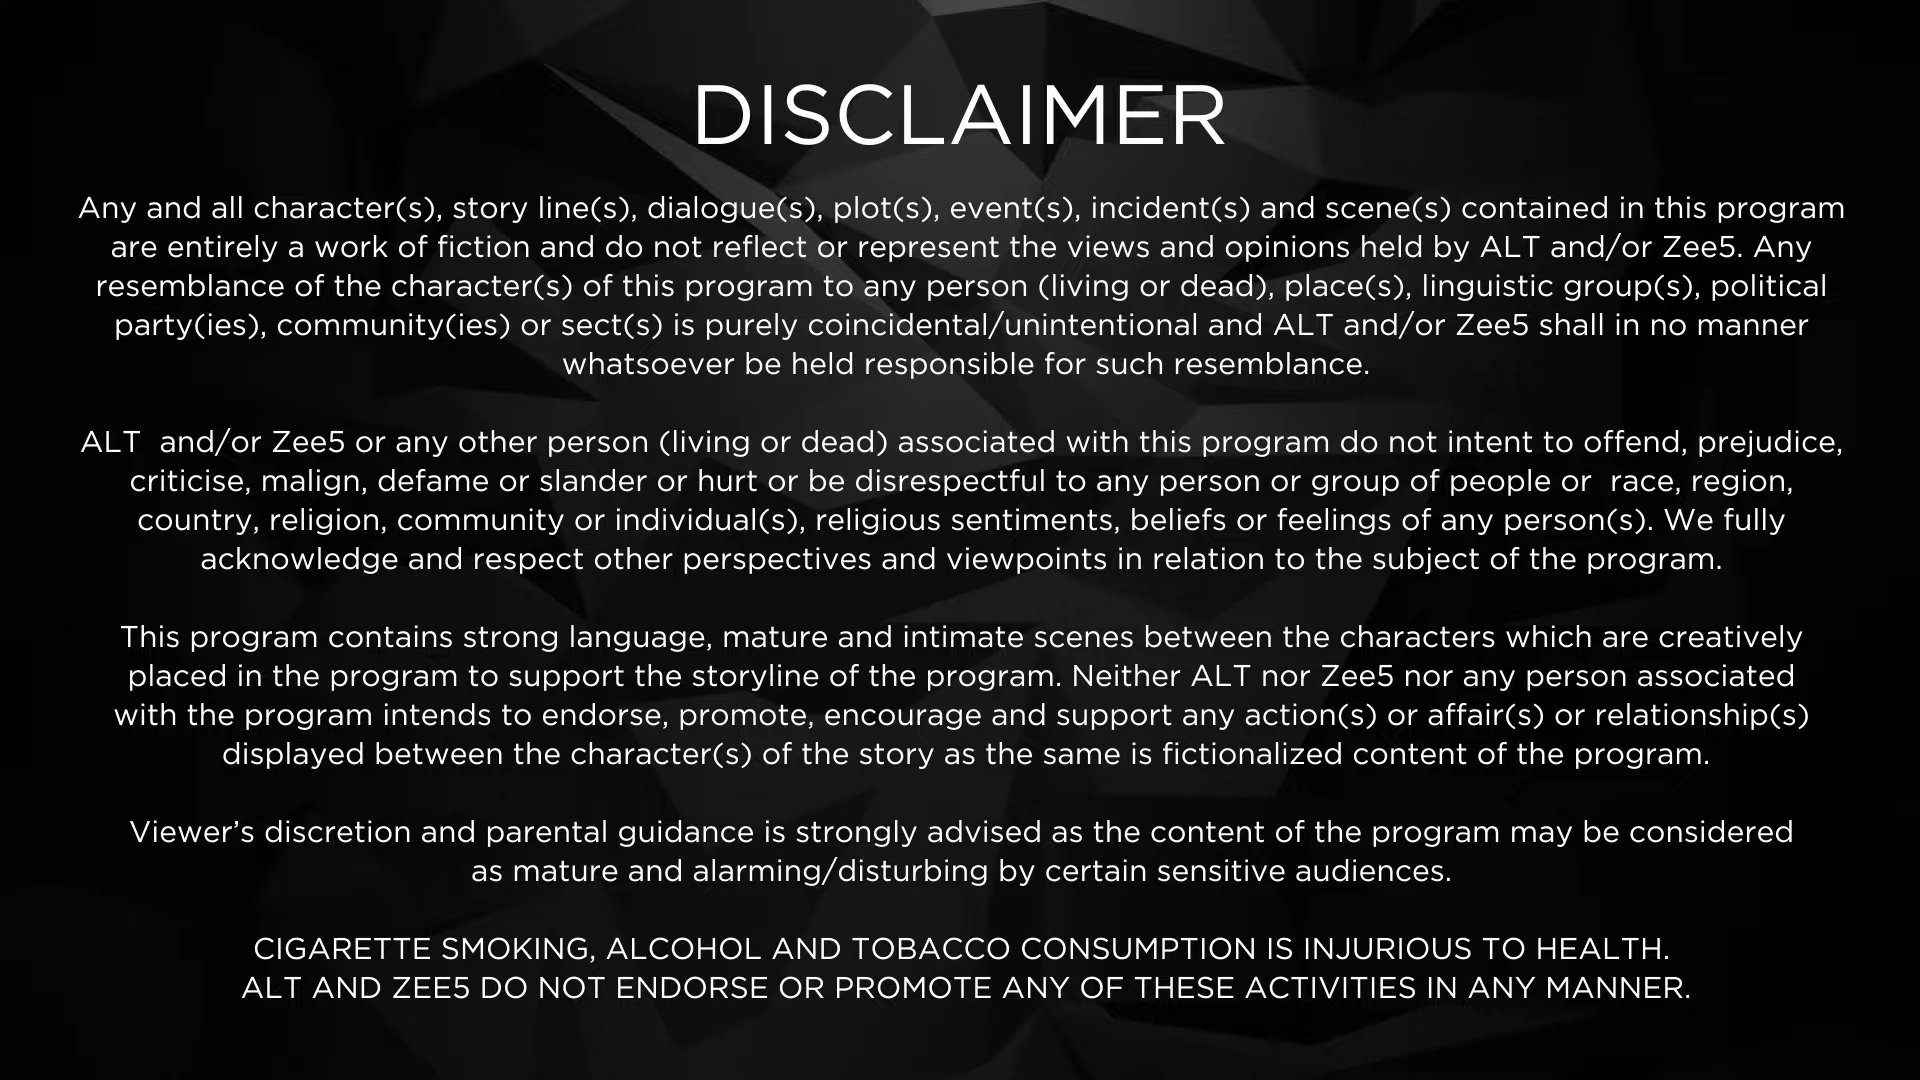 DISCLAIMER
Any and all character(s), story line(s), dialogue(s), plot(s), event(s), incident(s) and scene(s) contained in this program
are entirely a work of fiction and do not reflect or represent the views and opinions held by ALT and/or Zee5. Any
resemblance of the character(s) of this program to any person (living or dead), place(s), linguistic group(s), political
party(ies), community(ies) or sect(s) is purely coincidental/unintentional and ALT and/or Zee5 shall in no manner
whatsoever be held responsible for such resemblance.
ALT  and/or Zee5 or any other person (living or dead) associated with this program do not intent to offend, prejudice,
criticise, malign, defame or slander or hurt or be disrespectful to any person or group of people or  race, region,
country, religion, community or individual(s), religious sentiments, beliefs or feelings of any person(s). We fully
acknowledge and respect other perspectives and viewpoints in relation to the subject of the program.
This program contains strong language, mature and intimate scenes between the characters which are creatively
placed in the program to support the storyline of the program. Neither ALT nor Zee5 nor any person associated
with the program intends to endorse, promote, encourage and support any action(s) or affair(s) or relationship(s)
displayed between the character(s) of the story as the same is fictionalized content of the program.
Viewer’s discretion and parental guidance is strongly advised as the content of the program may be considered
as mature and alarming/disturbing by certain sensitive audiences.
CIGARETTE SMOKING, ALCOHOL AND TOBACCO CONSUMPTION IS INJURIOUS TO HEALTH.
ALT AND ZEE5 DO NOT ENDORSE OR PROMOTE ANY OF THESE ACTIVITIES IN ANY MANNER.